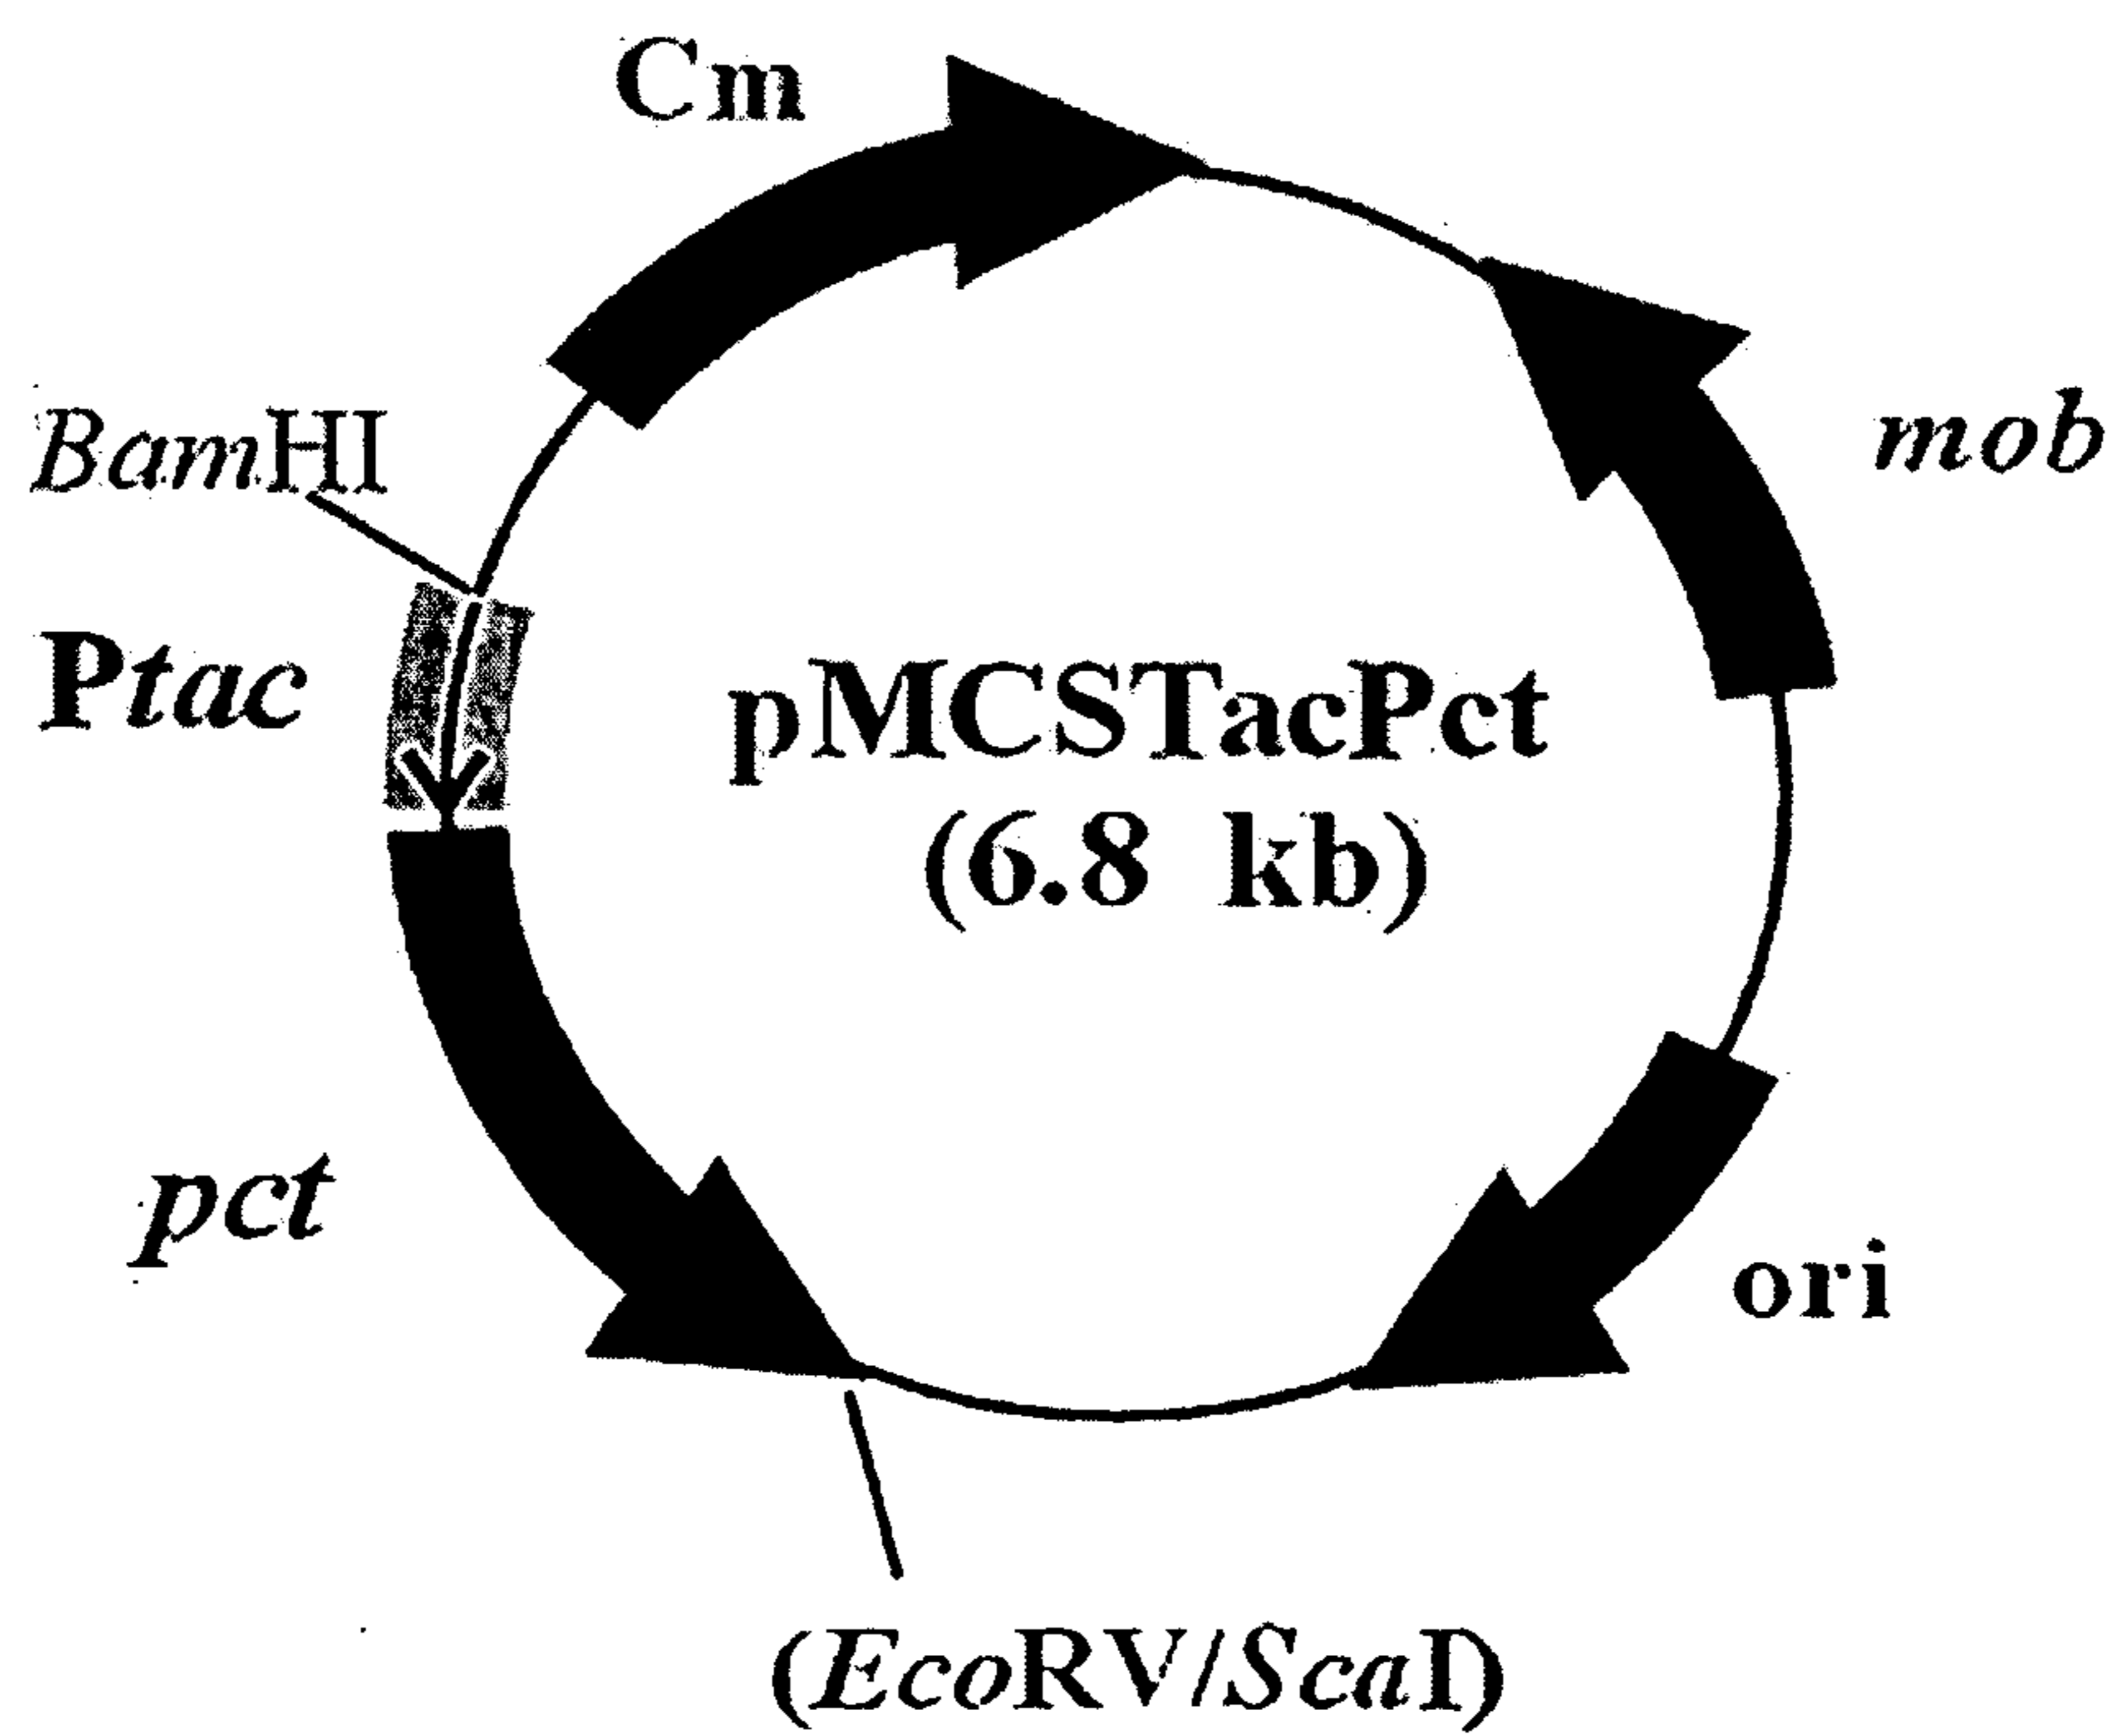 Cm
BamHI
mob
Ptac
pMCSTacPct
(6.8 kb)
pct
ori
(EcoRV/ScaI)